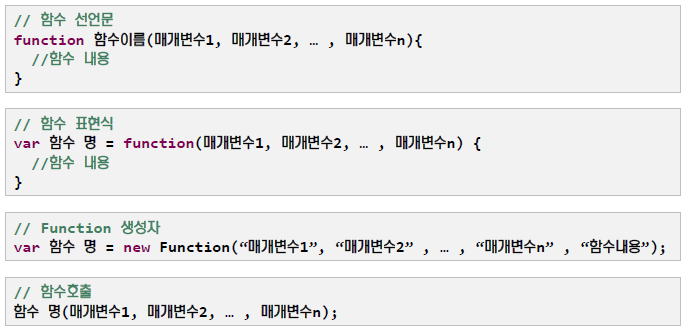 // 함수 선언문
function 함수이름(매개변수1, 매개변수2, … , 매개변수n){
//함수 내용
}
// 함수 표현식
var 함수 명 = function(매개변수1, 매개변수2, … , 매개변수n) {
//함수 내용
}
// Function 생성자
var 함수 명 = new Function(“매개변수1”, “매개변수2” , … , “매개변수n” , “함수내용”);
// 함수호출
함수 명(매개변수1, 매개변수2, … , 매개변수n);